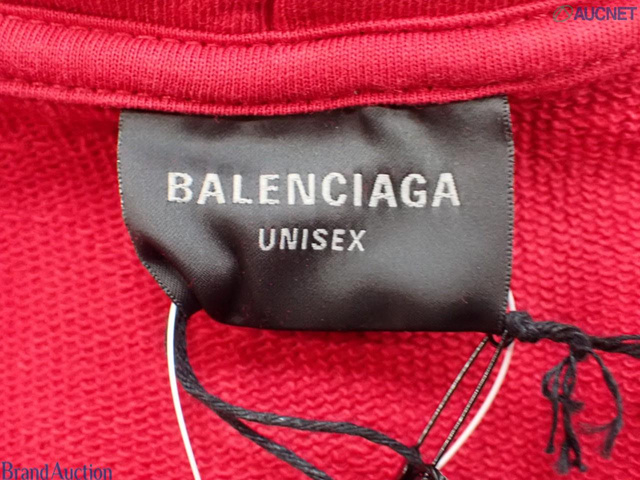 AUCNET
BALENCIAGA
UNISEX
Brand Auction